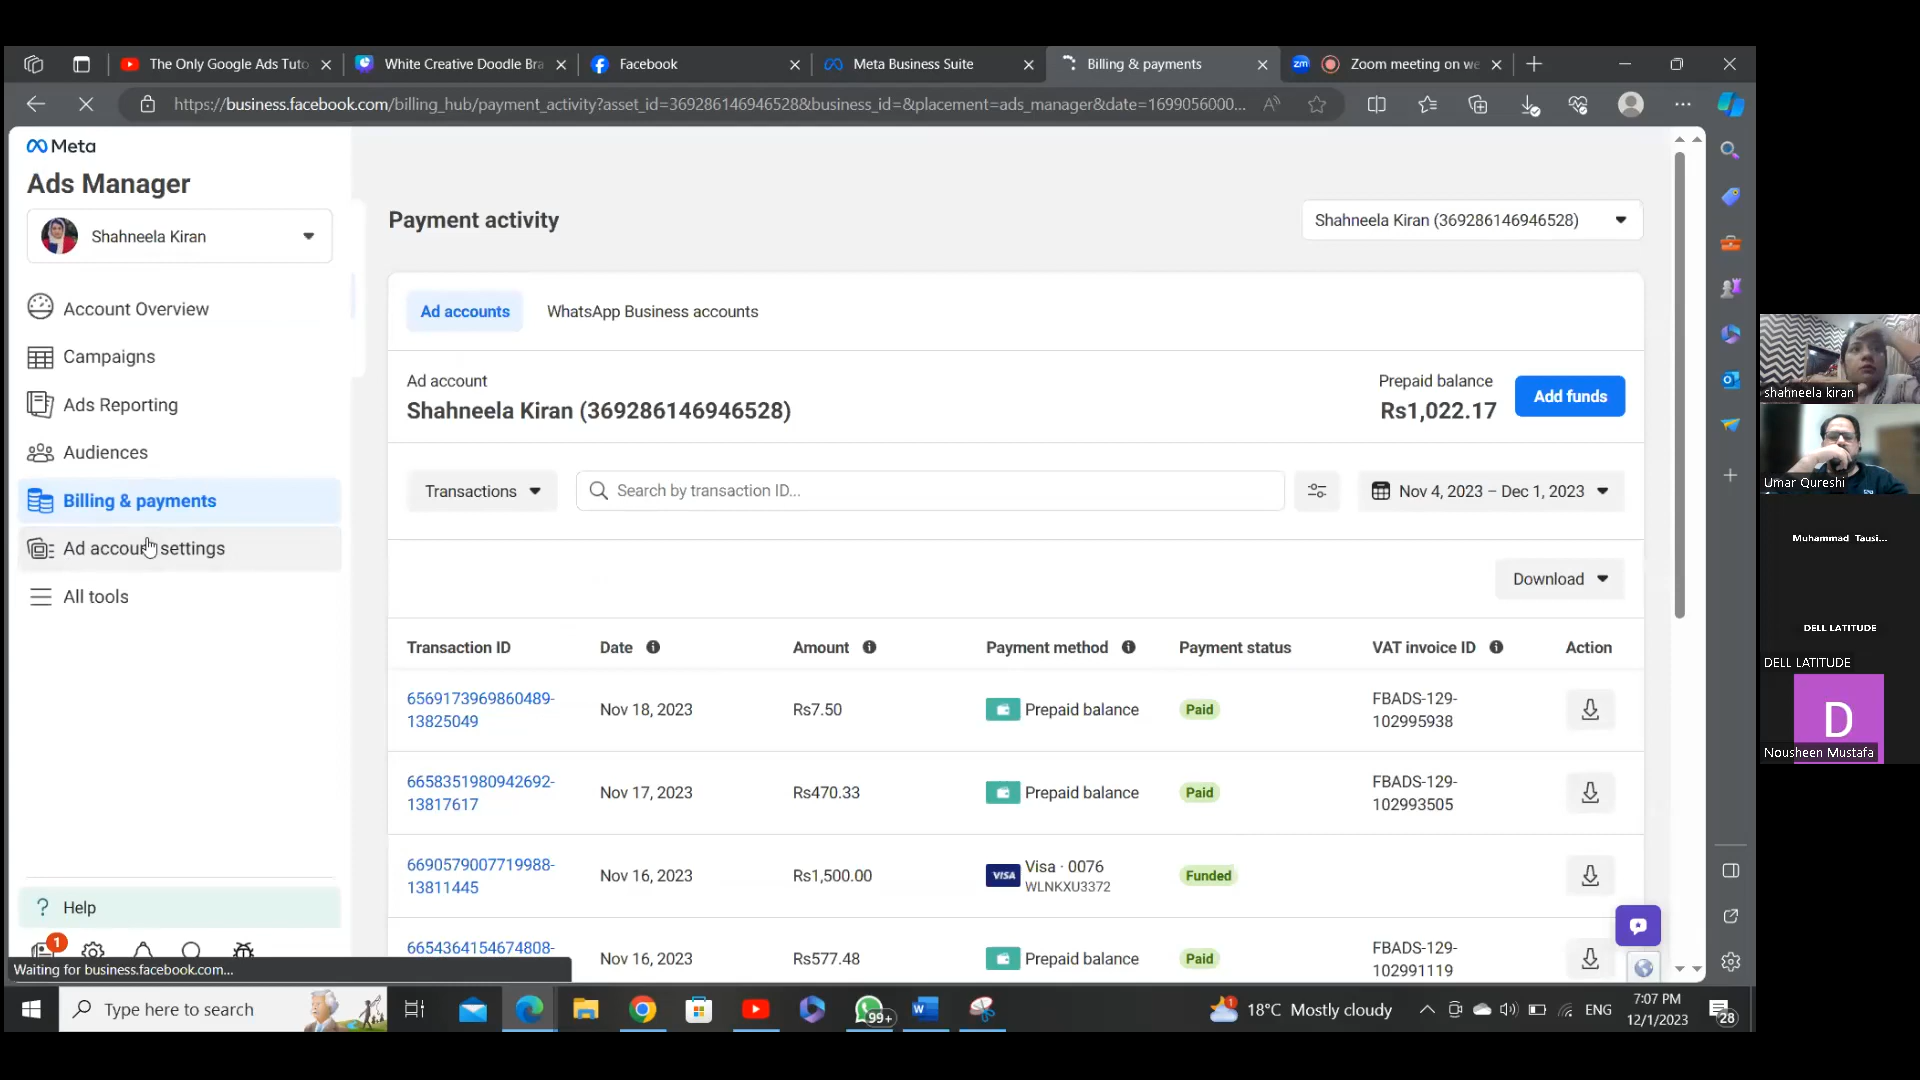 The Only Google Ads Tuto
White Creative Doodle Bra
Facebook
Meta Business Suite
Billing & payments
zm
Zoom meeting on we
https://business.facebook.com/billing_hub/payment_activity?asset_id=369286146946528&business_id=&placement=ads_manager&date=1699056000...
Meta
Ads Manager
Shahneela Kiran
Account Overview
Campaigns
Ads Reporting
Audiences
Billing & payments
Ad account settings
All tools
? Help
1
Waiting for business.facebook.com...
Payment activity
Shahneela Kiran (369286146946528)
Ad accounts
WhatsApp Business accounts
Ad account
Shahneela Kiran (369286146946528)
Prepaid balance
Rs1,022.17
Add funds
Transactions
Search by transaction ID...
Nov 4, 2023 – Dec 1, 2023
Download
Transaction ID Date Amount Payment method Payment status VAT invoice ID Action
6569173969860489-
13825049
Nov 18, 2023
Rs7.50
Prepaid balance
Paid
FBADS-129-
102995938
6658351980942692-
13817617
Nov 17, 2023
Rs470.33
Prepaid balance
Paid
FBADS-129-
102993505
6690579007719988-
13811445
Nov 16, 2023
Rs1,500.00
VISA
Visa · 0076
WLNKXU3372
Funded
6654364154674808-
Nov 16, 2023
Rs577.48
Prepaid balance
Paid
FBADS-129-
102991119
shahneela kiran
Umar Qureshi
Muhammad Tausi...
DELL LATITUDE
DELL LATITUDE
D
Nousheen Mustafa
Type here to search
99+
18°C Mostly cloudy
ENG
7:07 PM
12/1/2023
28